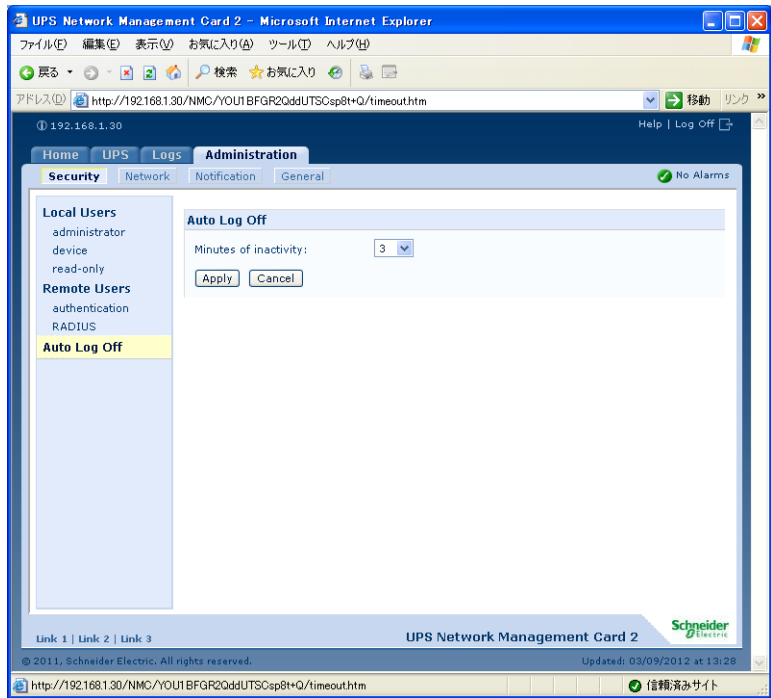 UPS Network Management Card 2 - Microsoft Internet Explorer
ファイル(F) 編集(E) 表示(V) お気に入り(A) ツール(T) ヘルプ(H)
戻る 検索 お気に入り
アドレス(D) http://192.168.1.30/NMC/YOU1BFGR2QddUTSCsp8t+Q/timeout.htm 移動 リンク »
192.168.1.30 Help | Log Off
Home UPS Logs Administration
Security Network Notification General No Alarms
Local Users
administrator
device
read-only
Remote Users
authentication
RADIUS
Auto Log Off
Auto Log Off
Minutes of inactivity: 3
Apply Cancel
Link 1 | Link 2 | Link 3
UPS Network Management Card 2
Schneider Electric
© 2011, Schneider Electric. All rights reserved. Updated: 03/09/2012 at 13:28
http://192.168.1.30/NMC/YOU1BFGR2QddUTSCsp8t+Q/timeout.htm 信頼済みサイト